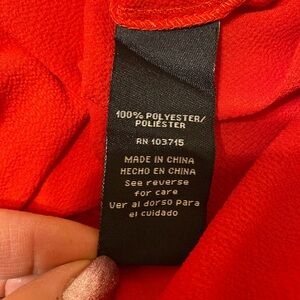 100% POLYESTER/
POLIÉSTER
RN 103715
MADE IN CHINA
HECHO EN CHINA
See reverse
for care
Ver al dorso para
el cuidado